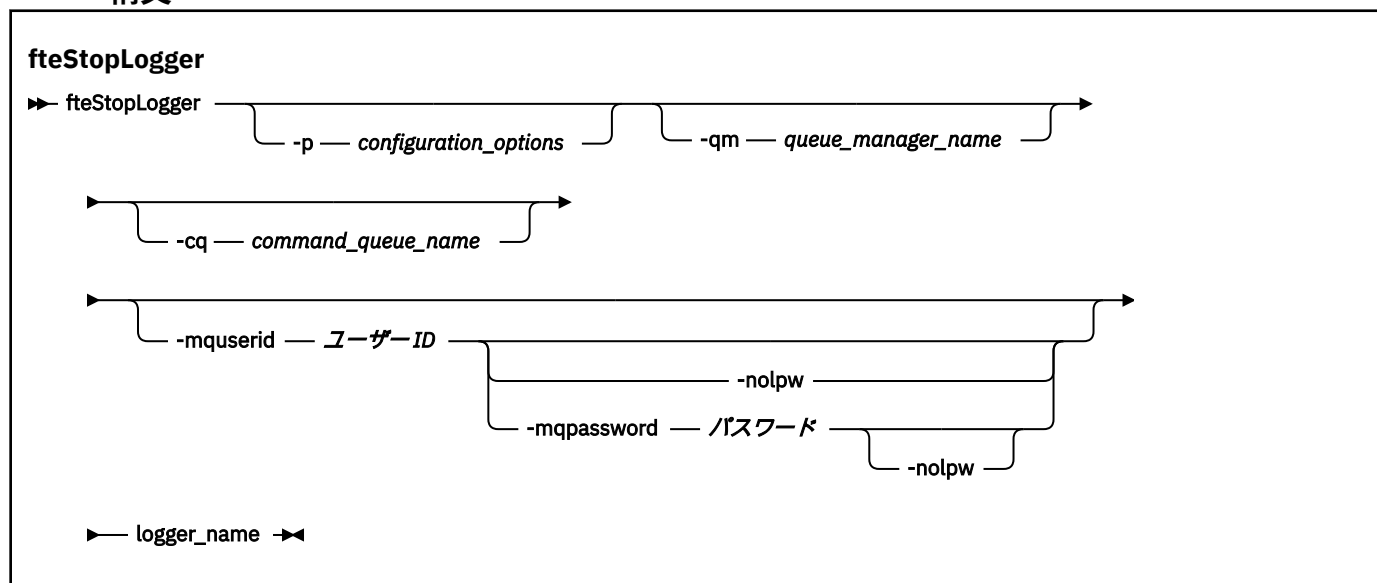 fteStopLogger
fteStopLogger
-p configuration_options
-qm queue_manager_name
-cq command_queue_name
-mquserid ユーザーID
-nolpw
-mqpassword パスワード
-nolpw
logger_name